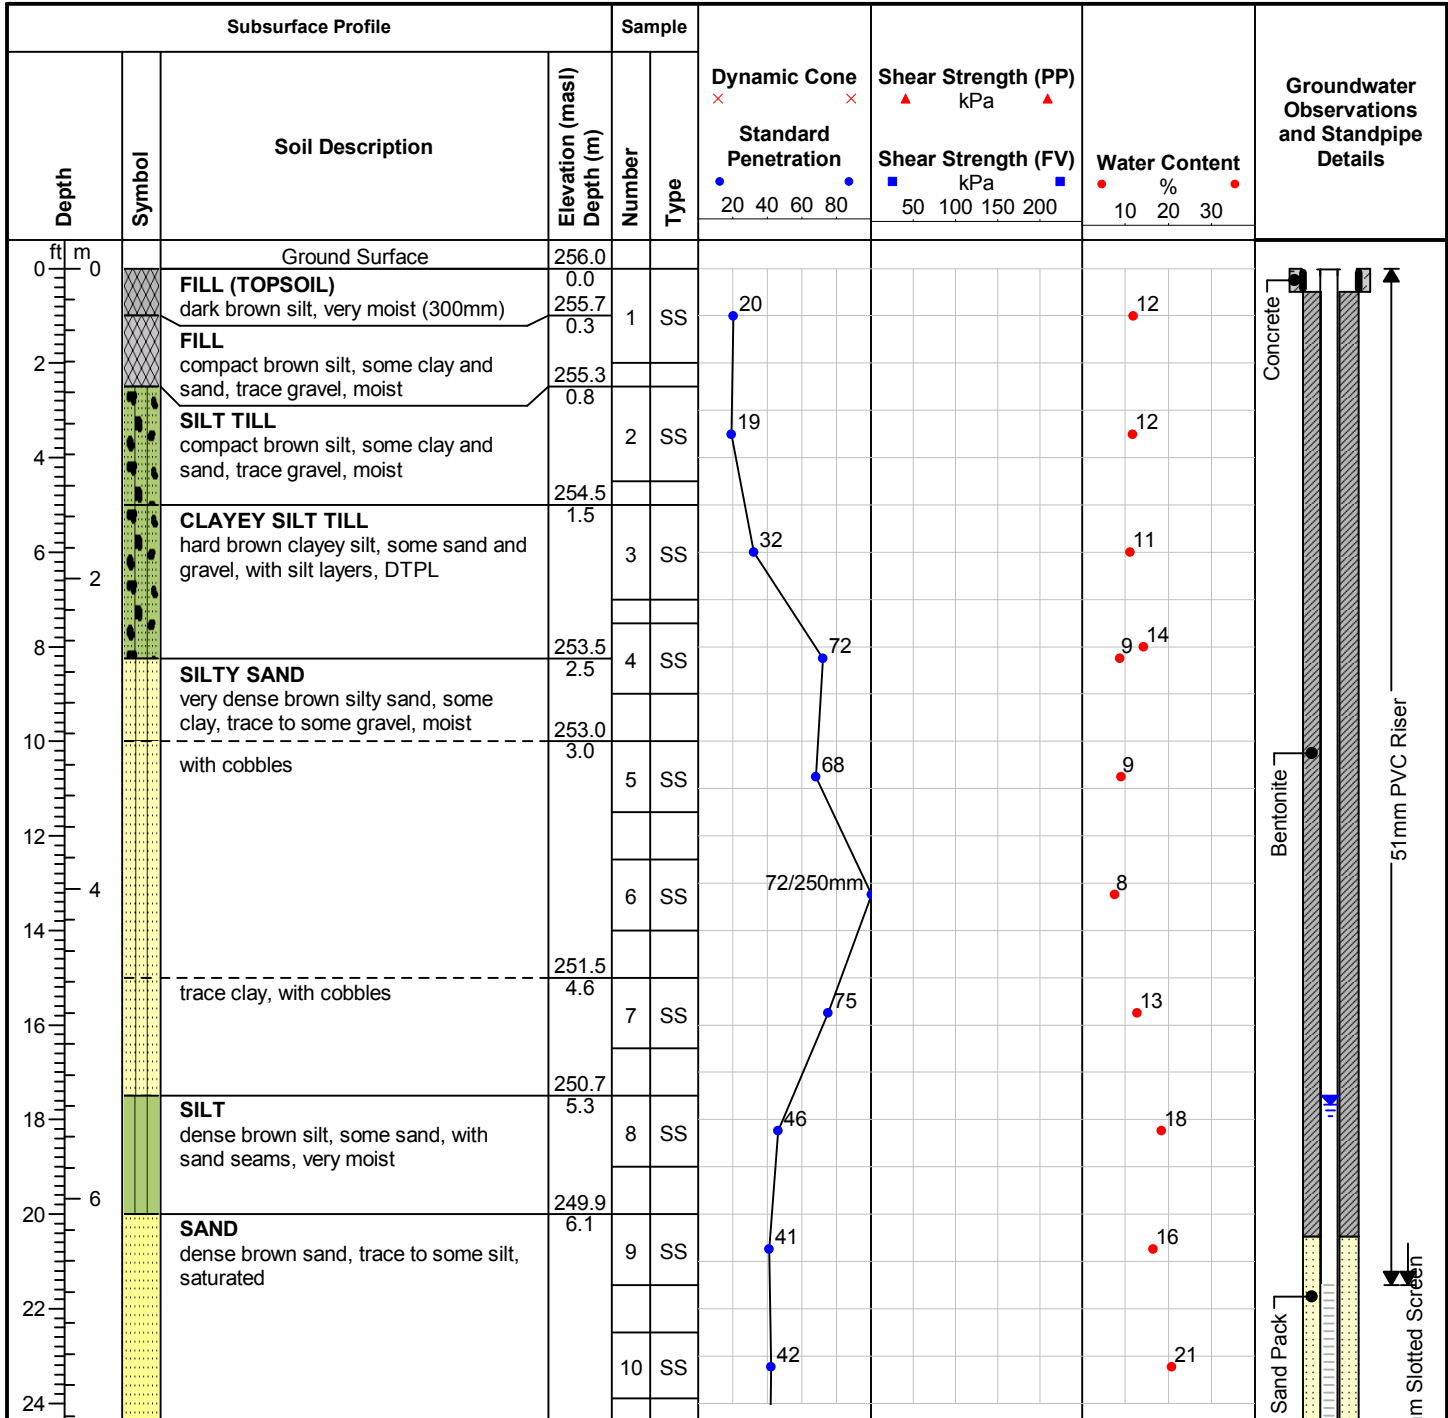 Subsurface Profile
Sample
Depth
Symbol
Soil Description
Elevation (masl)
Depth (m)
Number
Type
Dynamic Cone
Standard
Penetration
20 40 60 80
Shear Strength (PP)
kPa
Shear Strength (FV)
kPa
50 100 150 200
Water Content
%
10 20 30
Groundwater
Observations
and Standpipe
Details
ft m
Ground Surface
256.0
0 0
0.0
FILL (TOPSOIL)
dark brown silt, very moist (300mm)
255.7
0.3
1 SS
20
12
FILL
compact brown silt, some clay and
sand, trace gravel, moist
2
255.3
0.8
SILT TILL
compact brown silt, some clay and
sand, trace gravel, moist
2 SS
19
12
4
254.5
1.5
CLAYEY SILT TILL
hard brown clayey silt, some sand and
gravel, with silt layers, DTPL
3 SS
32
11
6
2
8
253.5
2.5
4 SS
72
9
14
SILTY SAND
very dense brown silty sand, some
clay, trace to some gravel, moist
253.0
10
3.0
with cobbles
5 SS
68
9
12
72/250mm
6 SS
8
4
14
251.5
4.6
trace clay, with cobbles
7 SS
75
13
16
250.7
5.3
SILT
dense brown silt, some sand, with
sand seams, very moist
18
8 SS
46
18
6
249.9
20
6.1
SAND
dense brown sand, trace to some silt,
saturated
9 SS
41
16
22
10 SS
42
21
24
Concrete
Bentonite
51mm PVC Riser
Sand Pack
m Slotted Screen